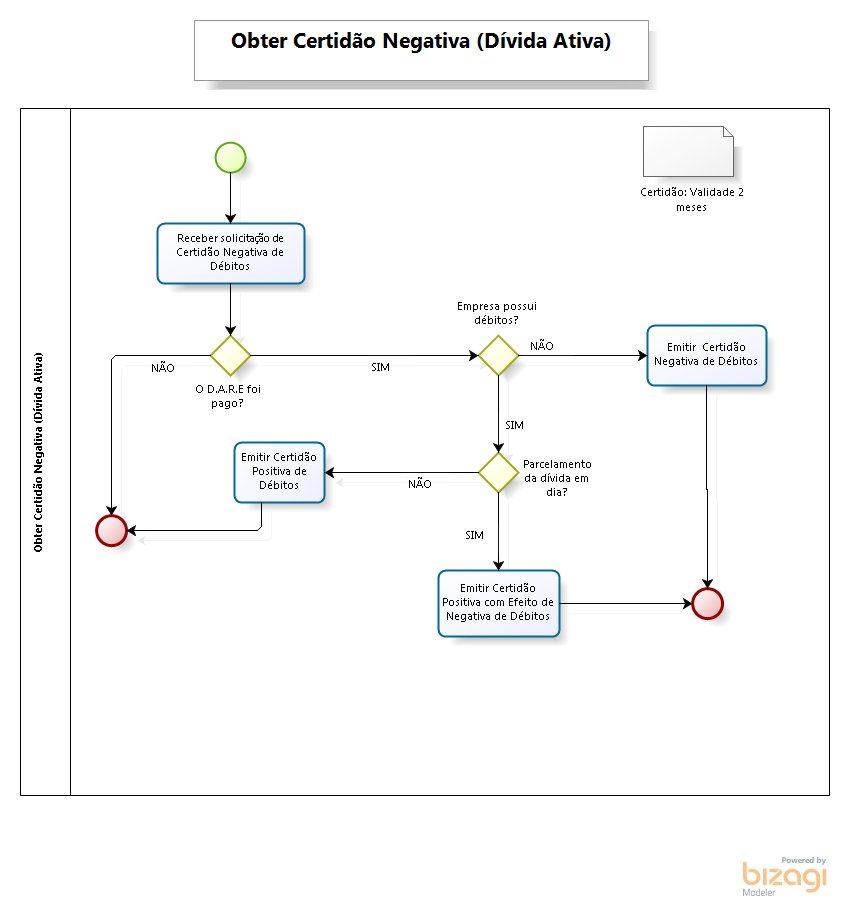 Obter Certidão Negativa (Dívida Ativa)
Obter Certidão Negativa (Dívida Ativa)
Certidão: Validade 2
meses
Receber solicitação de
Certidão Negativa de
Débitos
Empresa possui
débitos?
NÃO
Emitir  Certidão
Negativa de Débitos
NÃO
SIM
O D.A.R.E foi
pago?
SIM
Emitir Certidão
Positiva de
Débitos
NÃO
Parcelamento
da dívida em
dia?
SIM
Emitir Certidão
Positiva com Efeito de
Negativa de Débitos
Powered by
bizagi
Modeler